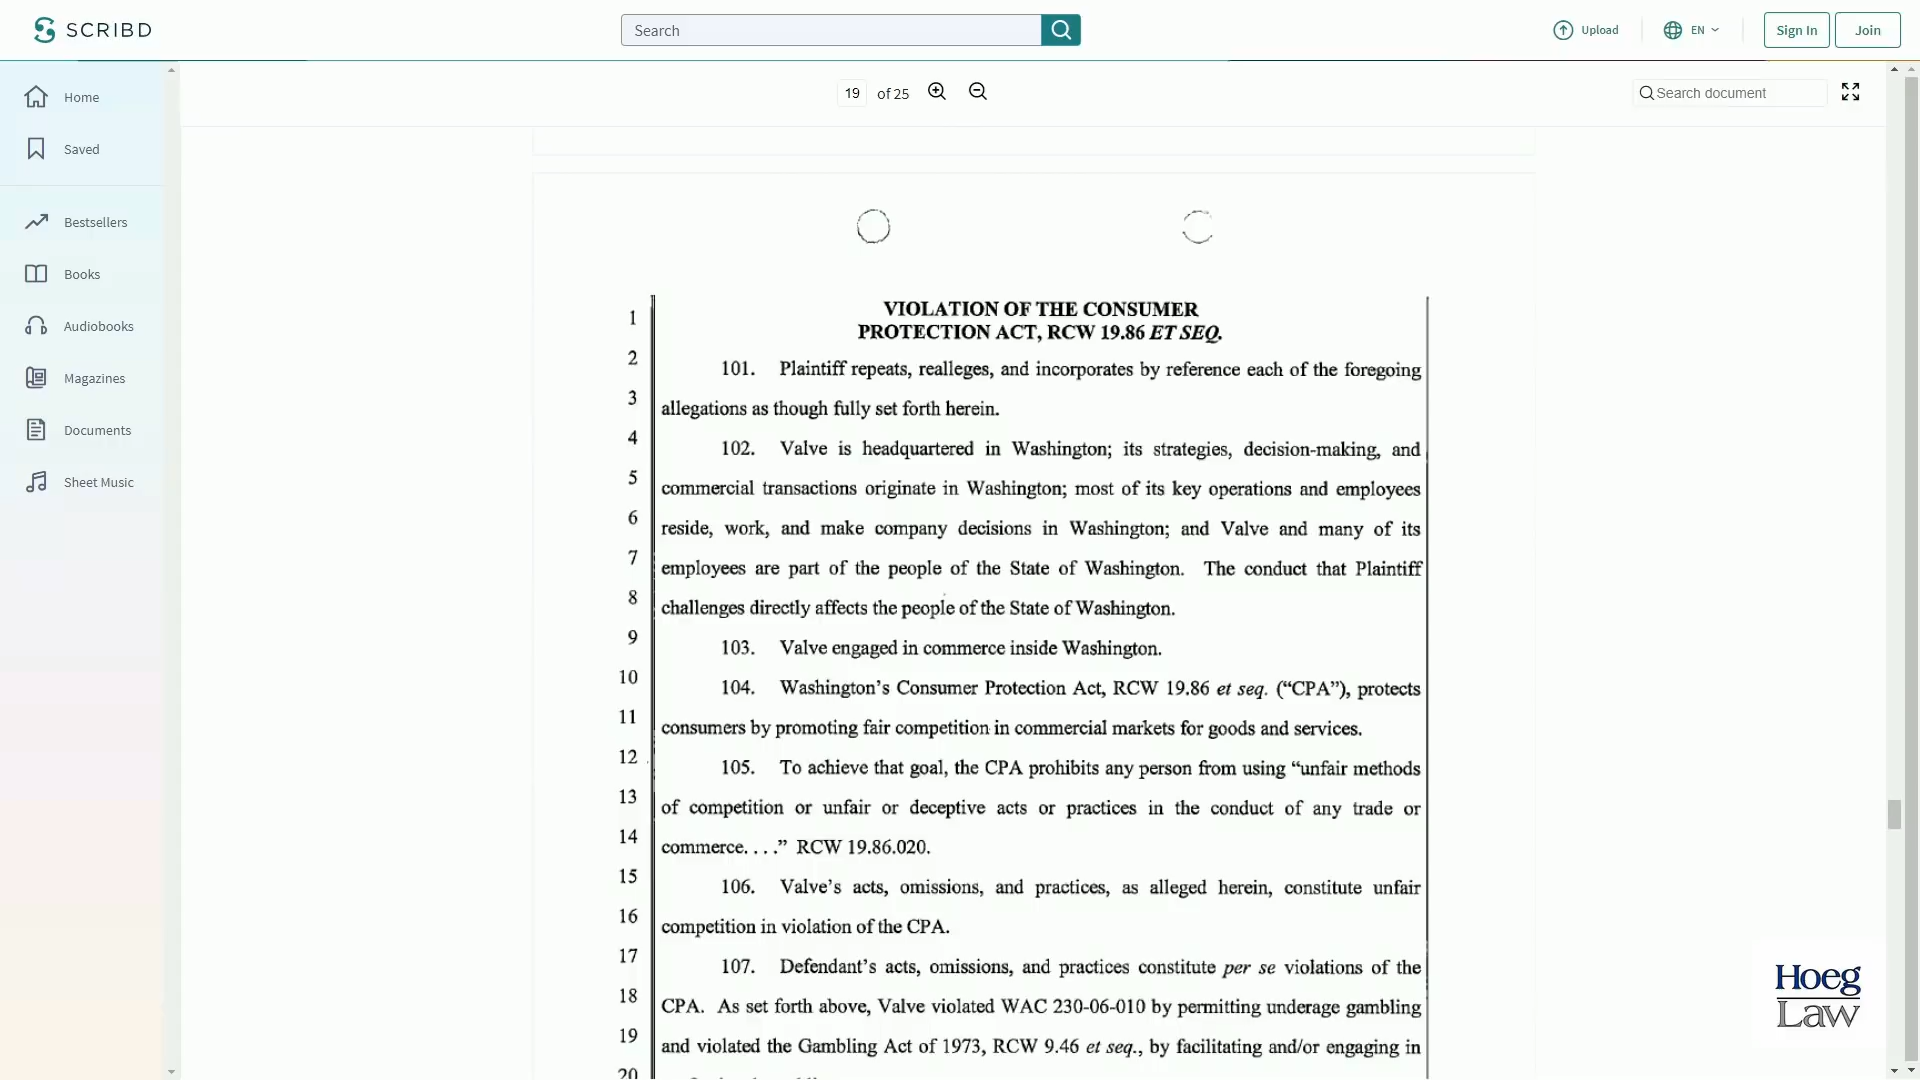 SCRIBD
Search
Upload
EN
Sign In
Join
Home
Saved
Bestsellers
Books
Audiobooks
Magazines
Documents
Sheet Music
19 of 25
Search document
1 VIOLATION OF THE CONSUMER
PROTECTION ACT, RCW 19.86 ET SEQ.
2 101. Plaintiff repeats, realleges, and incorporates by reference each of the foregoing
3 allegations as though fully set forth herein.
4 102. Valve is headquartered in Washington; its strategies, decision-making, and
5 commercial transactions originate in Washington; most of its key operations and employees
6 reside, work, and make company decisions in Washington; and Valve and many of its
7 employees are part of the people of the State of Washington. The conduct that Plaintiff
8 challenges directly affects the people of the State of Washington.
9 103. Valve engaged in commerce inside Washington.
10 104. Washington's Consumer Protection Act, RCW 19.86 et seq. (“CPA”), protects
11 consumers by promoting fair competition in commercial markets for goods and services.
12 105. To achieve that goal, the CPA prohibits any person from using “unfair methods
13 of competition or unfair or deceptive acts or practices in the conduct of any trade or
14 commerce. . . .” RCW 19.86.020.
15 106. Valve's acts, omissions, and practices, as alleged herein, constitute unfair
16 competition in violation of the CPA.
17 107. Defendant's acts, omissions, and practices constitute per se violations of the
18 CPA. As set forth above, Valve violated WAC 230-06-010 by permitting underage gambling
19 and violated the Gambling Act of 1973, RCW 9.46 et seq., by facilitating and/or engaging in
20
Hoeg
Law